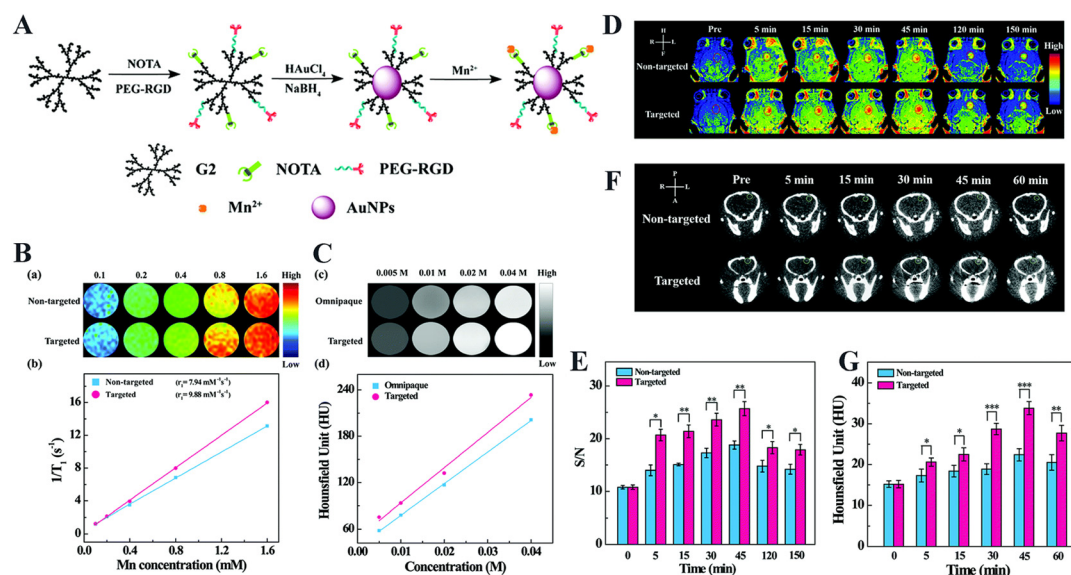 A
NOTA
PEG-RGD
HAuCl4
NaBH4
Mn²⁺
G2
NOTA
PEG-RGD
Mn²⁺
AuNPs
B
(a)
0.1 0.2 0.4 0.8 1.6
High
Non-targeted
Targeted
Low
(b)
Non-targeted (r₁= 7.94 mM⁻¹s⁻¹)
Targeted (r₁= 9.88 mM⁻¹s⁻¹)
1/T₁ (s⁻¹)
16
12
8
4
0
0.0 0.4 0.8 1.2 1.6
Mn concentration (mM)
C
(c)
0.005 M 0.01 M 0.02 M 0.04 M
High
Omnipaque
Targeted
Low
(d)
Omnipaque
Targeted
Hounsfield Unit (HU)
240
180
120
60
0.00 0.01 0.02 0.03 0.04
Concentration (M)
D
H
R L
F
Pre 5 min 15 min 30 min 45 min 120 min 150 min
High
Non-targeted
Targeted
Low
F
P
R L
A
Pre 5 min 15 min 30 min 45 min 60 min
Non-targeted
Targeted
E
Non-targeted
Targeted
S/N
30
20
10
0
* ** ** ** * *
0 5 15 30 45 120 150
Time (min)
G
Non-targeted
Targeted
Hounsfield Unit (HU)
40
30
20
10
0
* * *** *** **
0 5 15 30 45 60
Time (min)